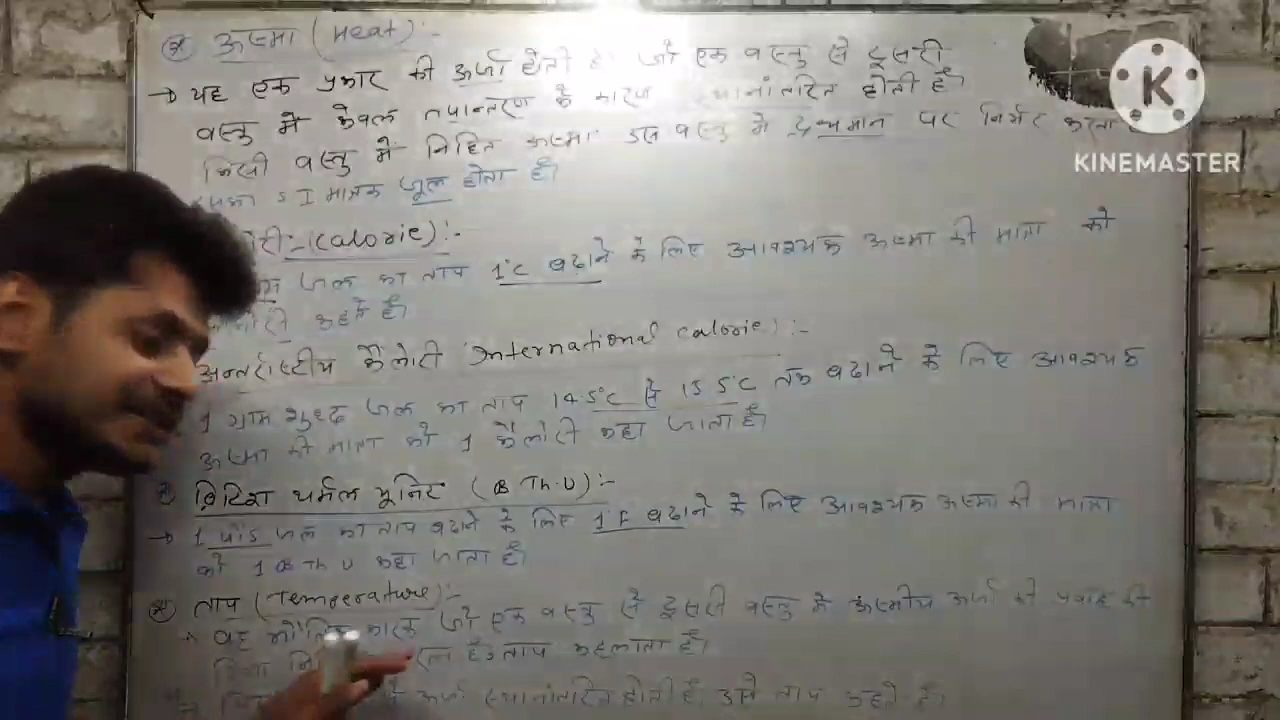 ऊष्मा (Heat) :-
→ यह एक प्रकार की ऊर्जा होती है। जो एक वस्तु से दूसरी
वस्तु में केवल तपान्तरण के कारण स्थानांतरित होती है।
किसी वस्तु में निहित ऊष्मा उस वस्तु में द्रव्यमान पर निर्भर करता
SI मात्रक जूल होता है।
(calorie) :-
जल का ताप 1°C बढ़ाने के लिए आवश्यक ऊष्मा की मात्रा को
कहते हैं।
अन्तर्राष्ट्रीय कैलोरी International calorie) :-
1 ग्राम शुद्ध जल का ताप 14.5°C से 15.5°C तक बढ़ाने के लिए आवश्यक
ऊष्मा की मात्रा को 1 कैलोरी कहा जाता है।
ब्रिटिश थर्मल यूनिट (B Th.U) :-
→ 1 पौंड जल का ताप बढ़ाने के लिए 1°F बढ़ाने के लिए आवश्यक ऊष्मा की मात्रा
को 1 B Th U कहा जाता है।
ताप (Temperature) :-
वह कारक जो एक वस्तु से दूसरी वस्तु में ऊष्मीय ऊर्जा की प्रवाह की
है, ताप कहलाता है।
ऊर्जा स्थानांतरित होती है, उसे ताप कहते हैं।
K
KINEMASTER